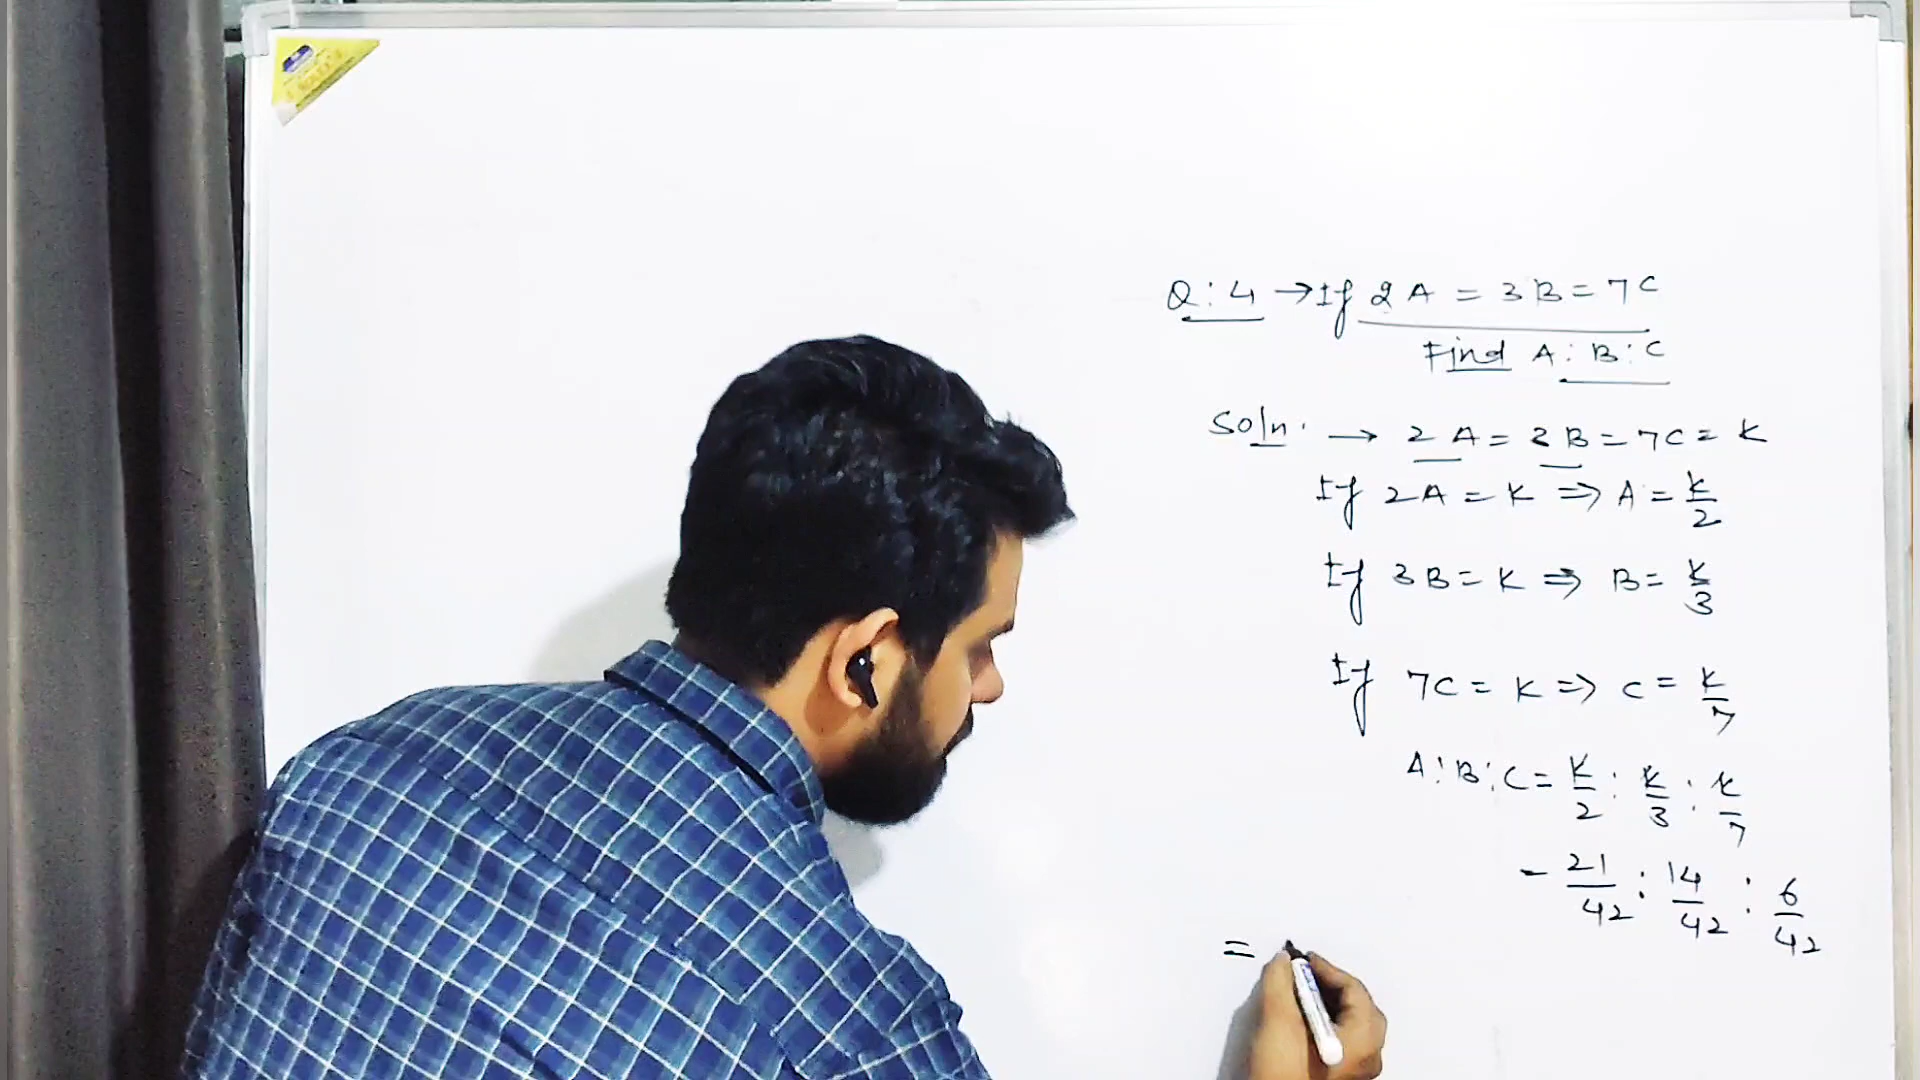 Q:4 → If 2A = 3B = 7C
Find A:B:C
Soln. → 2A = 3B = 7C = K
If 2A = K ⇒ A = K/2
If 3B = K ⇒ B = K/3
If 7C = K ⇒ C = K/7
A:B:C = K/2 : K/3 : K/7
- 21/42 : 14/42 : 6/42
=